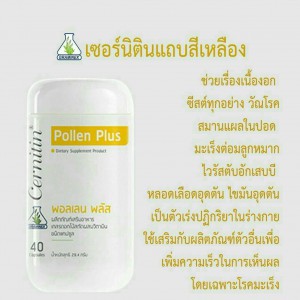 เซอร์นิตินแถบสีเหลือง
ช่วยเรื่องเนื้องอก
ซีสต์ทุกอย่าง วัณโรค
สมานแผลในปอด
มะเร็งต่อมลูกหมาก
ไวรัสตับอักเสบบี
หลอดเลือดอุดตัน ไขมันอุดตัน
เป็นตัวเร่งปฏิกริยาในร่างกาย
ใช้เสริมกับผลิตภัณฑ์ตัวอื่นเพื่อ
เพิ่มความเร็วในการเห็นผล
โดยเฉพาะโรคมะเร็ง
Cernitin
Pollen Plus
Dietary Supplement Product
พอลเลน พลัส
40